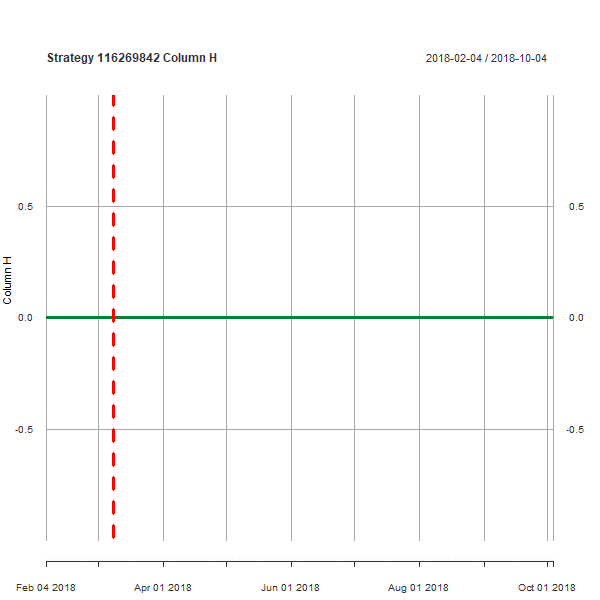 Strategy 116269842 Column H
2018-02-04 / 2018-10-04
0.5
0.5
Column H
0.0
0.0
-0.5
-0.5
Feb 04 2018
Apr 01 2018
Jun 01 2018
Aug 01 2018
Oct 01 2018